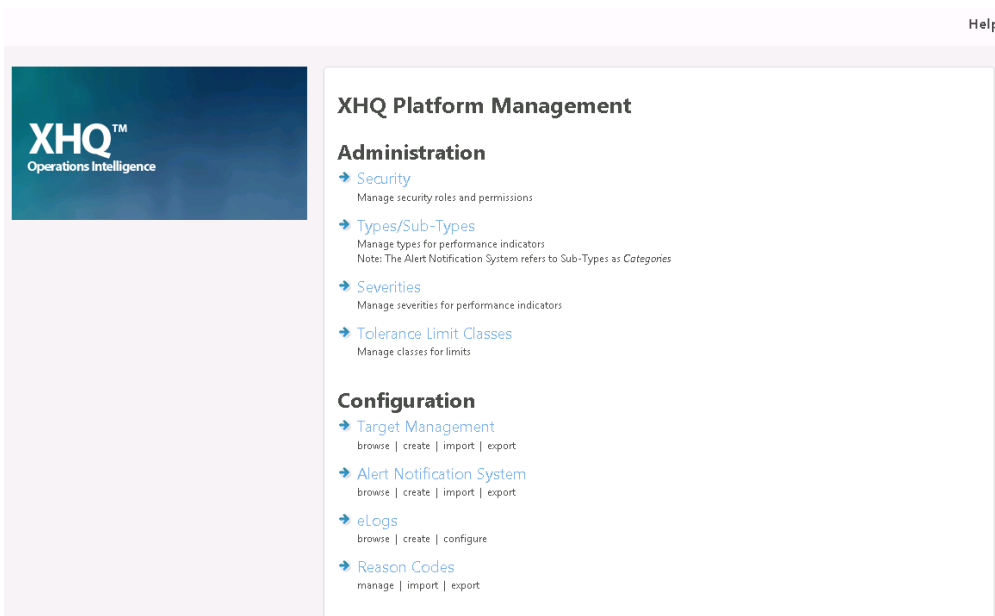 Help
XHQ™
Operations Intelligence
XHQ Platform Management
Administration
Security
Manage security roles and permissions
Types/Sub-Types
Manage types for performance indicators
Note: The Alert Notification System refers to Sub-Types as Categories
Severities
Manage severities for performance indicators
Tolerance Limit Classes
Manage classes for limits
Configuration
Target Management
browse | create | import | export
Alert Notification System
browse | create | import | export
eLogs
browse | create | configure
Reason Codes
manage | import | export